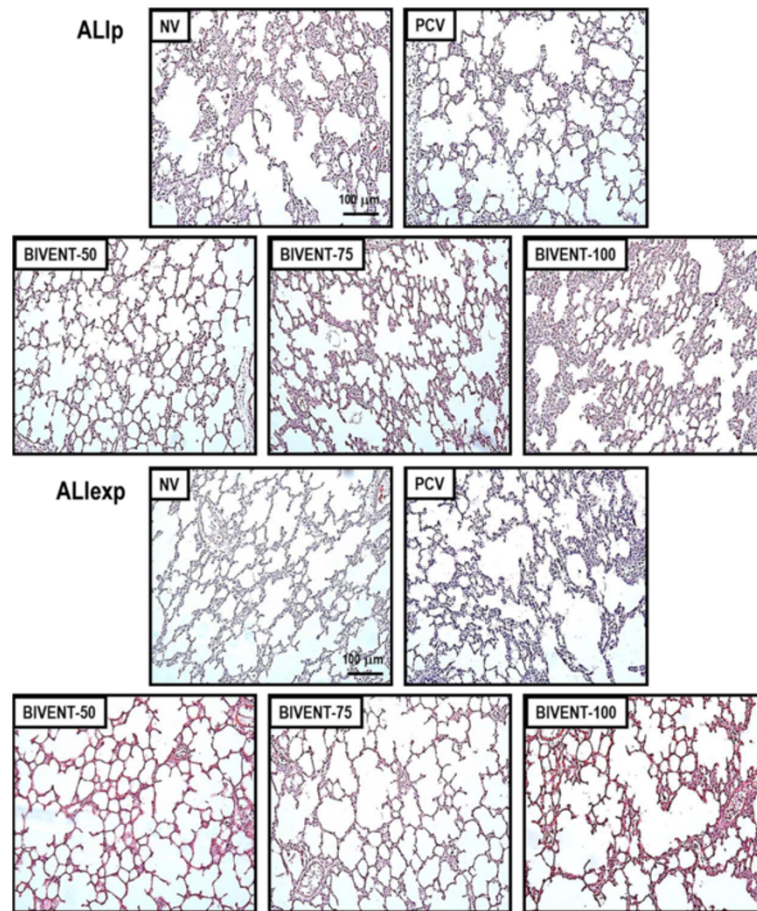 ALIp
NV
PCV
100 µm
BIVENT-50
BIVENT-75
BIVENT-100
ALIexp
NV
PCV
100 µm
BIVENT-50
BIVENT-75
BIVENT-100